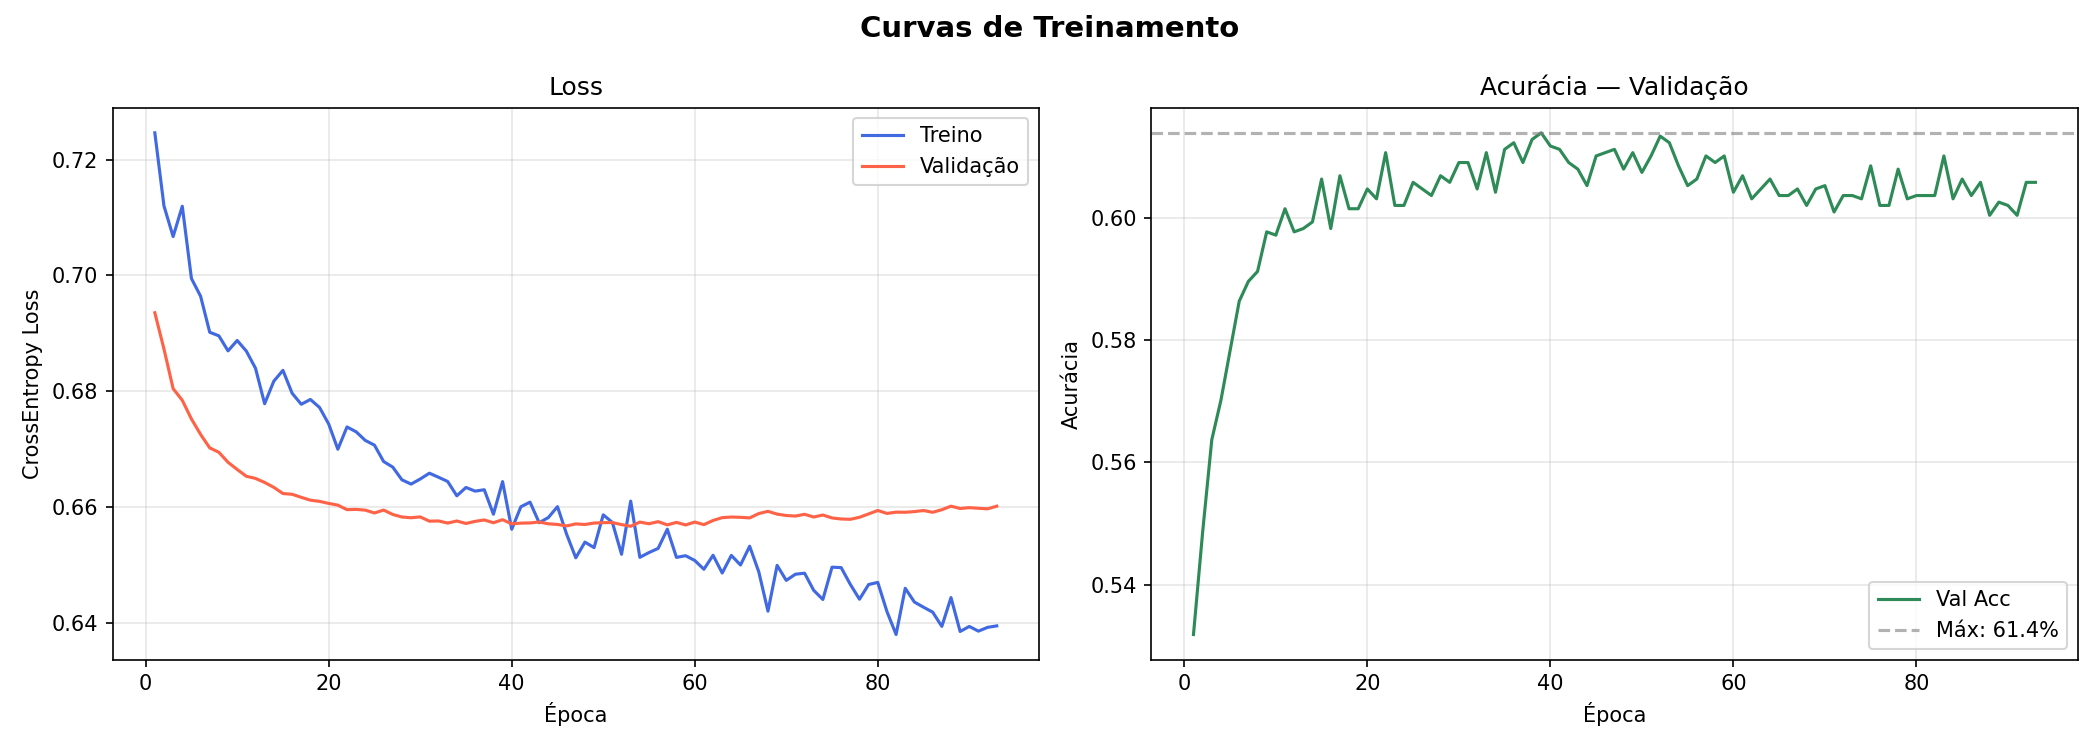 Curvas de Treinamento
Loss
CrossEntropy Loss
0.72
0.70
0.68
0.66
0.64
0
20
40
60
80
Época
Treino
Validação
Acurácia — Validação
Acurácia
0.60
0.58
0.56
0.54
0
20
40
60
80
Época
Val Acc
Máx: 61.4%